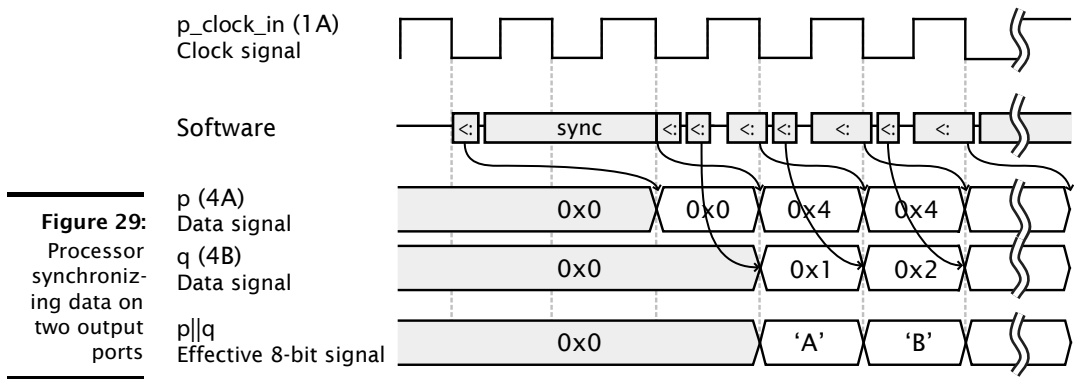 p_clock_in (1A)
Clock signal
Software
<: sync <: <: <: <: <: <: <:
Figure 29:
Processor
synchroniz-
ing data on
two output
ports
p (4A)
Data signal
0x0 0x0 0x4 0x4
q (4B)
Data signal
0x0 0x1 0x2
p||q
Effective 8-bit signal
0x0 ‘A’ ‘B’